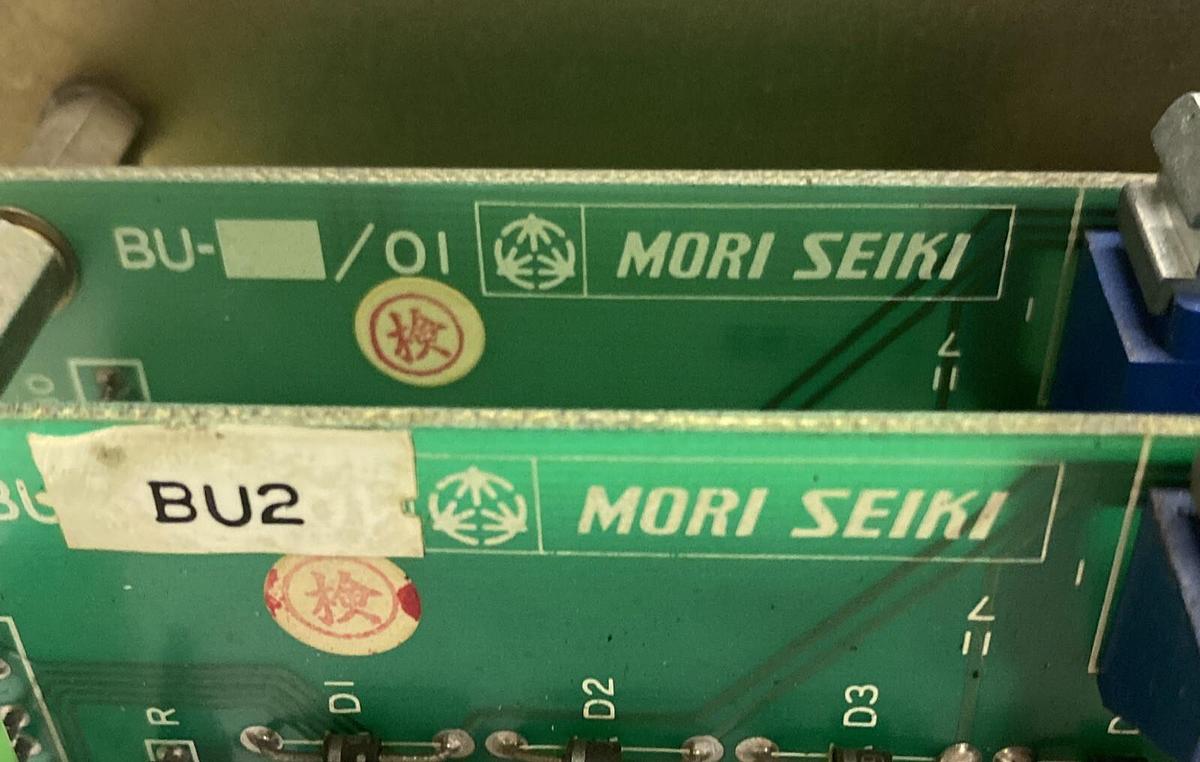 BU-/01 MORI SEIKI
検
BU2 MORI SEIKI
検
R D1 D2 D3